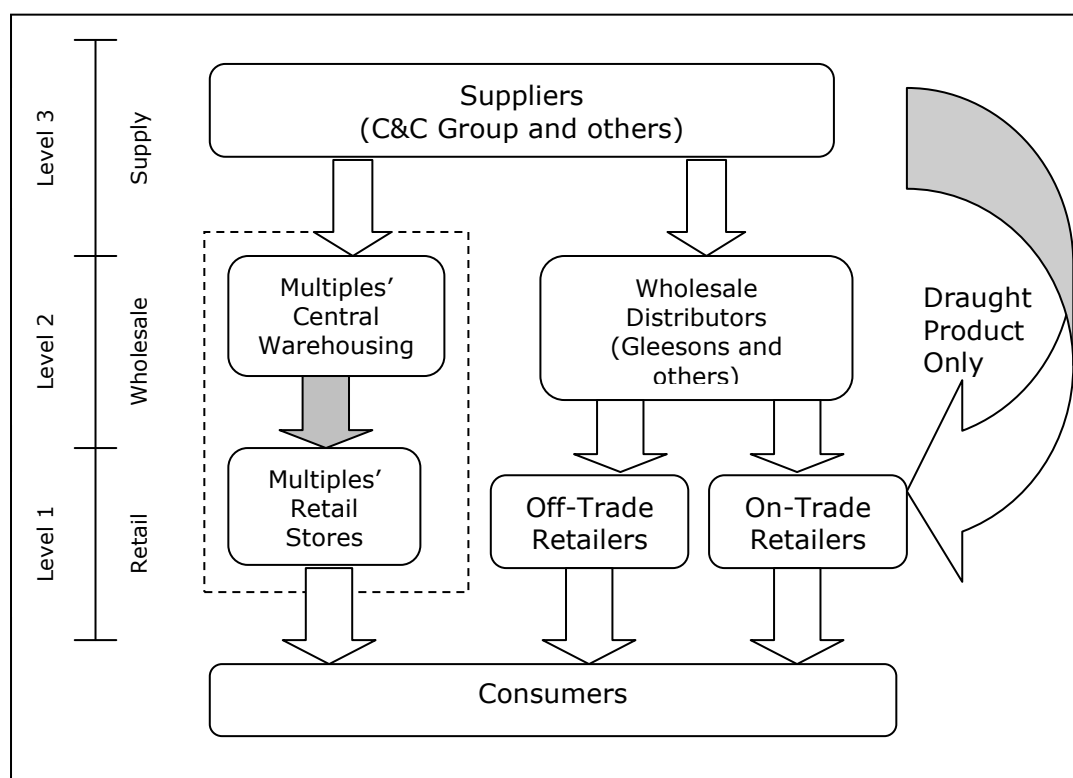 Suppliers
(C&C Group and others)
Level 3
Supply
Multiples’
Central
Warehousing
Wholesale
Distributors
(Gleesons and
others)
Draught
Product
Only
Level 2
Wholesale
Multiples’
Retail
Stores
Off-Trade
Retailers
On-Trade
Retailers
Level 1
Retail
Consumers